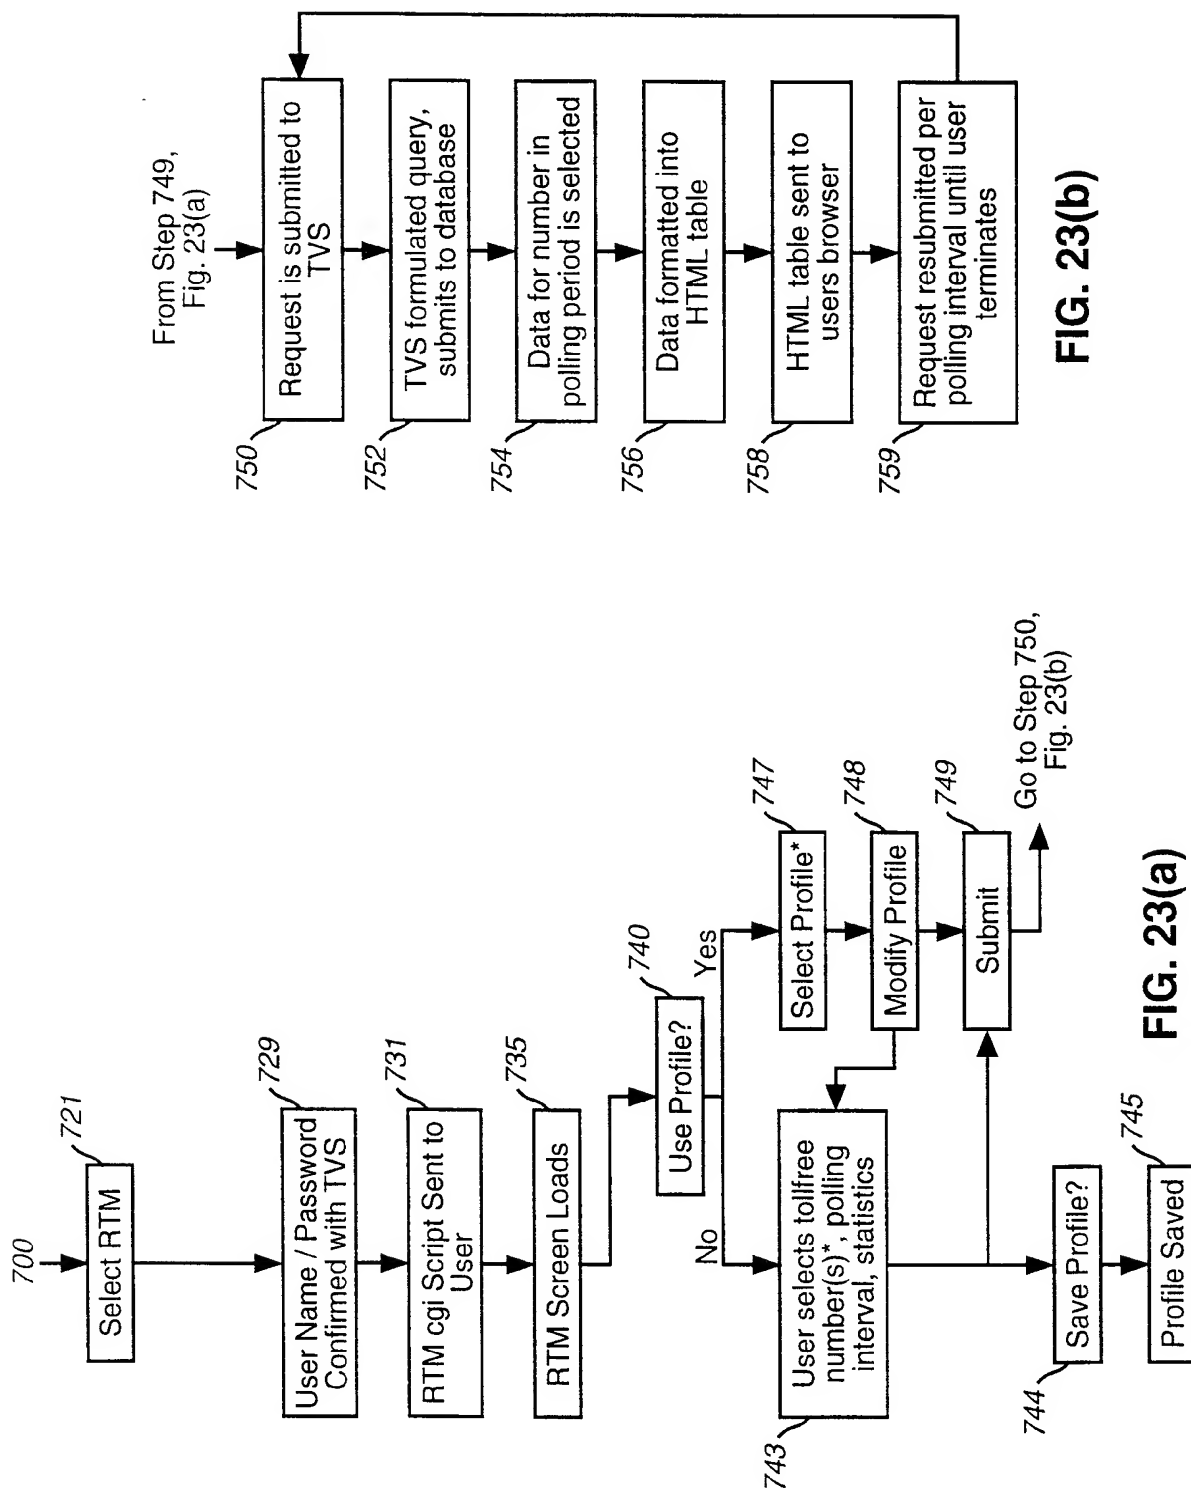 700
721
Select RTM
729
User Name / Password
Confirmed with TVS
731
RTM cgi Script Sent to
User
735
RTM Screen Loads
740
Use Profile?
No
Yes
743
User selects tollfree
number(s)*, polling
interval, statistics
747
Select Profile*
748
Modify Profile
749
Submit
Go to Step 750,
Fig. 23(b)
744
Save Profile?
745
Profile Saved
FIG. 23(a)
From Step 749,
Fig. 23(a)
750
Request is submitted to
TVS
752
TVS formulated query,
submits to database
754
Data for number in
polling period is selected
756
Data formatted into
HTML table
758
HTML table sent to
users browser
759
Request resubmitted per
polling interval until user
terminates
FIG. 23(b)